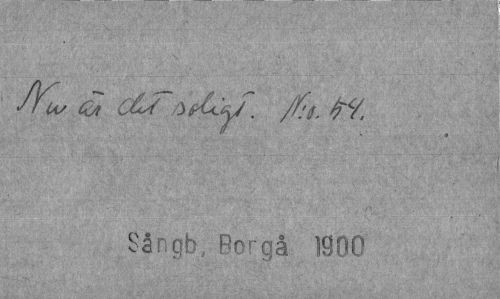 Nu är det soligt. N:o. 54.
Sångb, Borgå 1900